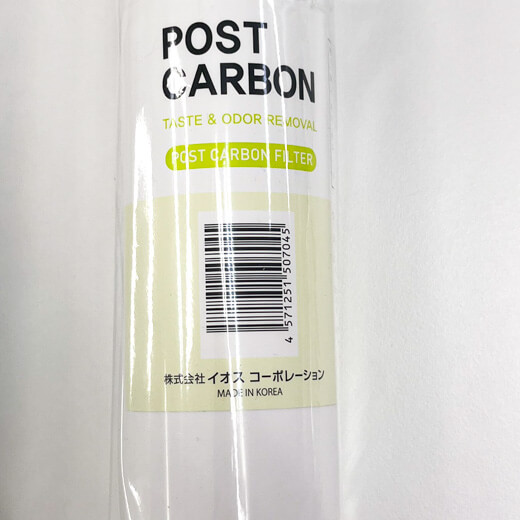 POST
CARBON
TASTE & ODOR REMOVAL
POST CARBON FILTER
4 571251 507045
株式会社 イオス コーポレーション
MADE IN KOREA